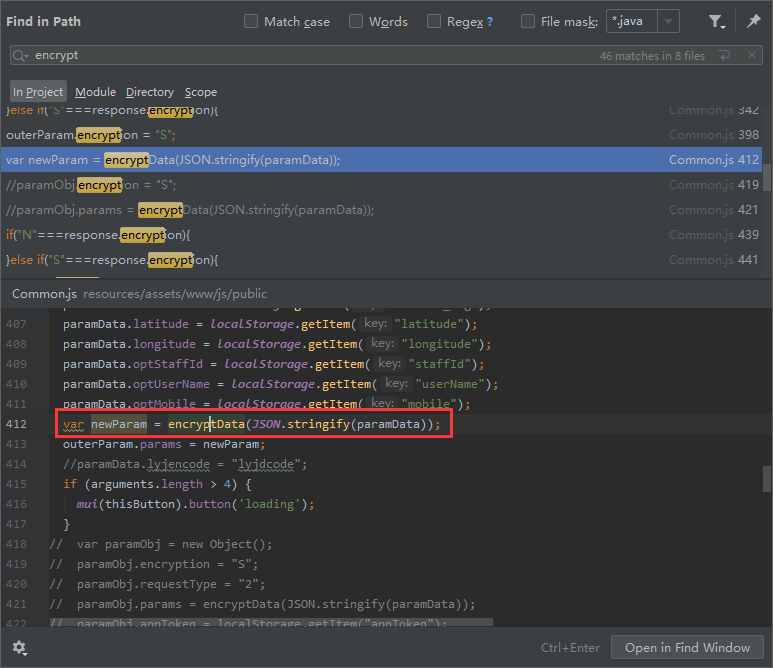 Find in Path
Match case
Words
Regex ?
File mask:
*.java
encrypt
46 matches in 8 files
In Project
Module
Directory
Scope
}else if("S"===response.encryption){ Common.js 342
outerParam.encryption = "S"; Common.js 398
var newParam = encryptData(JSON.stringify(paramData)); Common.js 412
//paramObj.encryption = "S"; Common.js 419
//paramObj.params = encryptData(JSON.stringify(paramData)); Common.js 421
if("N"===response.encryption){ Common.js 439
}else if("S"===response.encryption){ Common.js 441
Common.js resources/assets/www/js/public
407 paramData.latitude = localStorage.getItem( key: "latitude");
408 paramData.longitude = localStorage.getItem( key: "longitude");
409 paramData.optStaffId = localStorage.getItem( key: "staffId");
410 paramData.optUserName = localStorage.getItem( key: "userName");
411 paramData.optMobile = localStorage.getItem( key: "mobile");
412 var newParam = encryptData(JSON.stringify(paramData));
413 outerParam.params = newParam;
414 //paramData.lyjencode = "lyjdcode";
415 if (arguments.length > 4) {
416 mui(thisButton).button('loading');
417 }
418 // var paramObj = new Object();
419 // paramObj.encryption = "S";
420 // paramObj.requestType = "2";
421 // paramObj.params = encryptData(JSON.stringify(paramData));
422 // paramObj.appToken = localStorage.getItem("appToken");
Ctrl+Enter
Open in Find Window